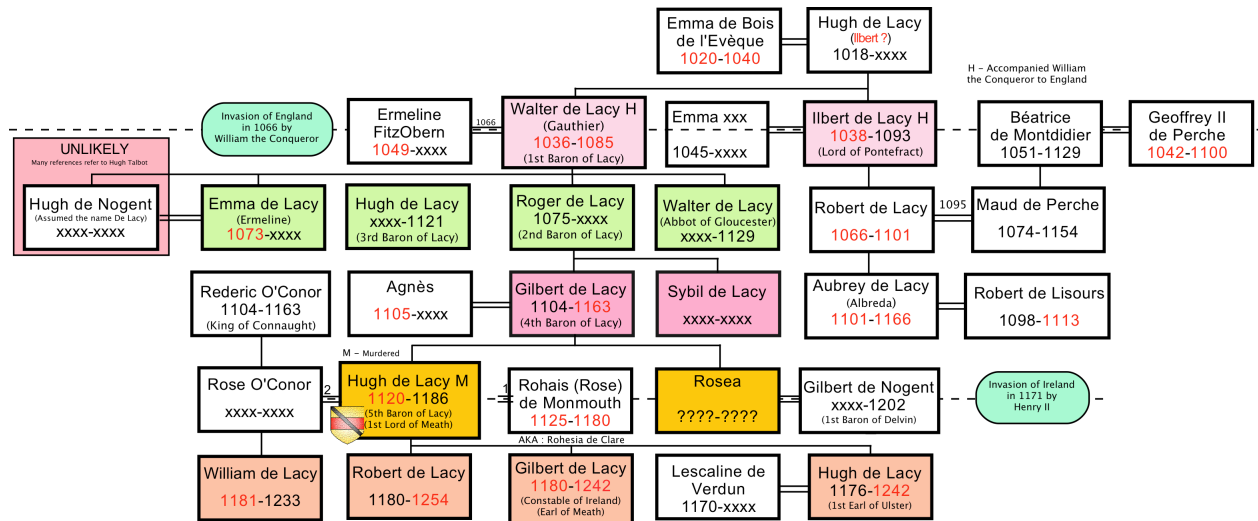 Emma de Bois
de l'Evèque
1020-1040
Hugh de Lacy
(Ilbert ?)
1018-xxxx
H - Accompanied William
the Conqueror to England
Invasion of England
in 1066 by
William the Conqueror
Ermeline
FitzObern
1049-xxxx
1066
Walter de Lacy H
(Gauthier)
1036-1085
(1st Baron of Lacy)
Emma xxx
1045-xxxx
Ilbert de Lacy H
1038-1093
(Lord of Pontefract)
Béatrice
de Montdidier
1051-1129
Geoffrey II
de Perche
1042-1100
UNLIKELY
Many references refer to Hugh Talbot
Hugh de Nogent
(Assumed the name De Lacy)
xxxx-xxxx
Emma de Lacy
(Ermeline)
1073-xxxx
Hugh de Lacy
xxxx-1121
(3rd Baron of Lacy)
Roger de Lacy
1075-xxxx
(2nd Baron of Lacy)
Walter de Lacy
(Abbot of Gloucester)
xxxx-1129
Robert de Lacy
1066-1101
1095
Maud de Perche
1074-1154
Rederic O'Conor
1104-1163
(King of Connaught)
Agnès
1105-xxxx
Gilbert de Lacy
1104-1163
(4th Baron of Lacy)
Sybil de Lacy
xxxx-xxxx
Aubrey de Lacy
(Albreda)
1101-1166
Robert de Lisours
1098-1113
M - Murdered
Rose O'Conor
xxxx-xxxx
2
Hugh de Lacy M
1120-1186
(5th Baron of Lacy)
(1st Lord of Meath)
1
Rohais (Rose)
de Monmouth
1125-1180
AKA : Rohesia de Clare
Rosea
????-????
Gilbert de Nogent
xxxx-1202
(1st Baron of Delvin)
Invasion of Ireland
in 1171 by
Henry II
William de Lacy
1181-1233
Robert de Lacy
1180-1254
Gilbert de Lacy
1180-1242
(Constable of Ireland)
(Earl of Meath)
Lescaline de
Verdun
1170-xxxx
Hugh de Lacy
1176-1242
(1st Earl of Ulster)